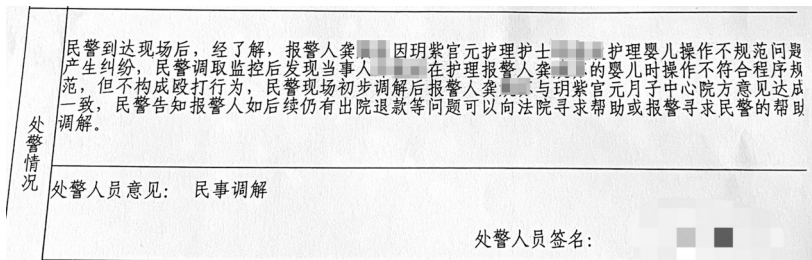 民警到达现场后，经了解，报警人龚 因玥紫官元护理护士 护理婴儿操作不规范问题
产生纠纷，民警调取监控后发现当事人 在护理报警人龚 的婴儿时操作不符合程序规
范，但不构成殴打行为，民警现场初步调解后报警人龚 与玥紫官元月子中心院方意见达成
一致，民警告知报警人如后续仍有出院退款等问题可以向法院寻求帮助或报警寻求民警的帮助
调解。
处警情况
处警人员意见： 民事调解
处警人员签名：